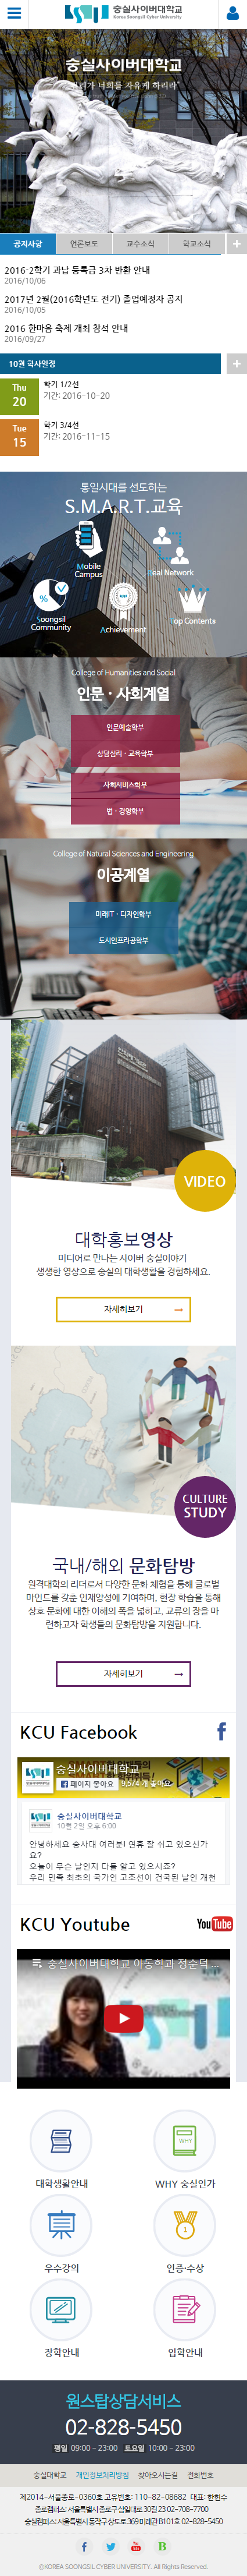 숭실사이버대학교
Korea Soongsil Cyber University
숭실사이버대학교
진리가 너희를 자유케 하리라
공지사항 언론보도 교수소식 학교소식
2016-2학기 과납 등록금 3차 반환 안내
2016/10/06
2017년 2월(2016학년도 전기) 졸업예정자 공지
2016/10/05
2016 한마음 축제 개최 참석 안내
2016/09/27
10월 학사일정
Thu
20
학기 1/2선
기간: 2016-10-20
Tue
15
학기 3/4선
기간: 2016-11-15
통일시대를 선도하는
S.M.A.R.T.교육
Mobile
Campus
Real Network
Soongsil
Community
Achievement
Top Contents
College of Humanities and Social
인문 · 사회계열
인문예술학부
상담심리 · 교육학부
사회서비스학부
법 · 경영학부
College of Natural Sciences and Engineering
이공계열
미래IT · 디자인학부
도시인프라공학부
VIDEO
대학홍보영상
미디어로 만나는 사이버 숭실이야기
생생한 영상으로 숭실의 대학생활을 경험하세요.
자세히보기
CULTURE
STUDY
국내/해외 문화탐방
원격대학의 리더로서 다양한 문화 체험을 통해 글로벌
마인드를 갖춘 인재양성에 기여하며, 현장 학습을 통해
상호 문화에 대한 이해의 폭을 넓히고, 교류의 장을 마
련하고자 학생들의 문화탐방을 지원합니다.
자세히보기
KCU Facebook
숭실사이버대학교
페이지 좋아요
숭실사이버대학교
10월 2일 오후 6:00
안녕하세요 숭사대 여러분! 연휴 잘 쉬고 있으신가
요?
오늘이 무슨 날인지 다들 알고 있으시죠?
우리 민족 최초의 국가인 고조선이 건국된 날인 개천
KCU Youtube
YouTube
숭실사이버대학교 아동학과 정순덕 ...
대학생활안내
WHY
WHY 숭실인가
우수강의
1
인증·수상
장학안내
입학안내
원스탑상담서비스
02-828-5450
평일 09:00 - 23:00 토요일 10:00 - 23:00
숭실대학교 개인정보처리방침 찾아오시는길 전화번호
제2014-서울종로-0360호 고유번호: 110-82-08682 대표: 한헌수
종로캠퍼스: 서울특별시 종로구 삼일대로 30길 23 02-708-7700
숭실캠퍼스: 서울특별시 동작구 상도로 369 미래관 B101호 02-828-5450
©KOREA SOONGSIL CYBER UNIVERSITY. All Rights Reserved.